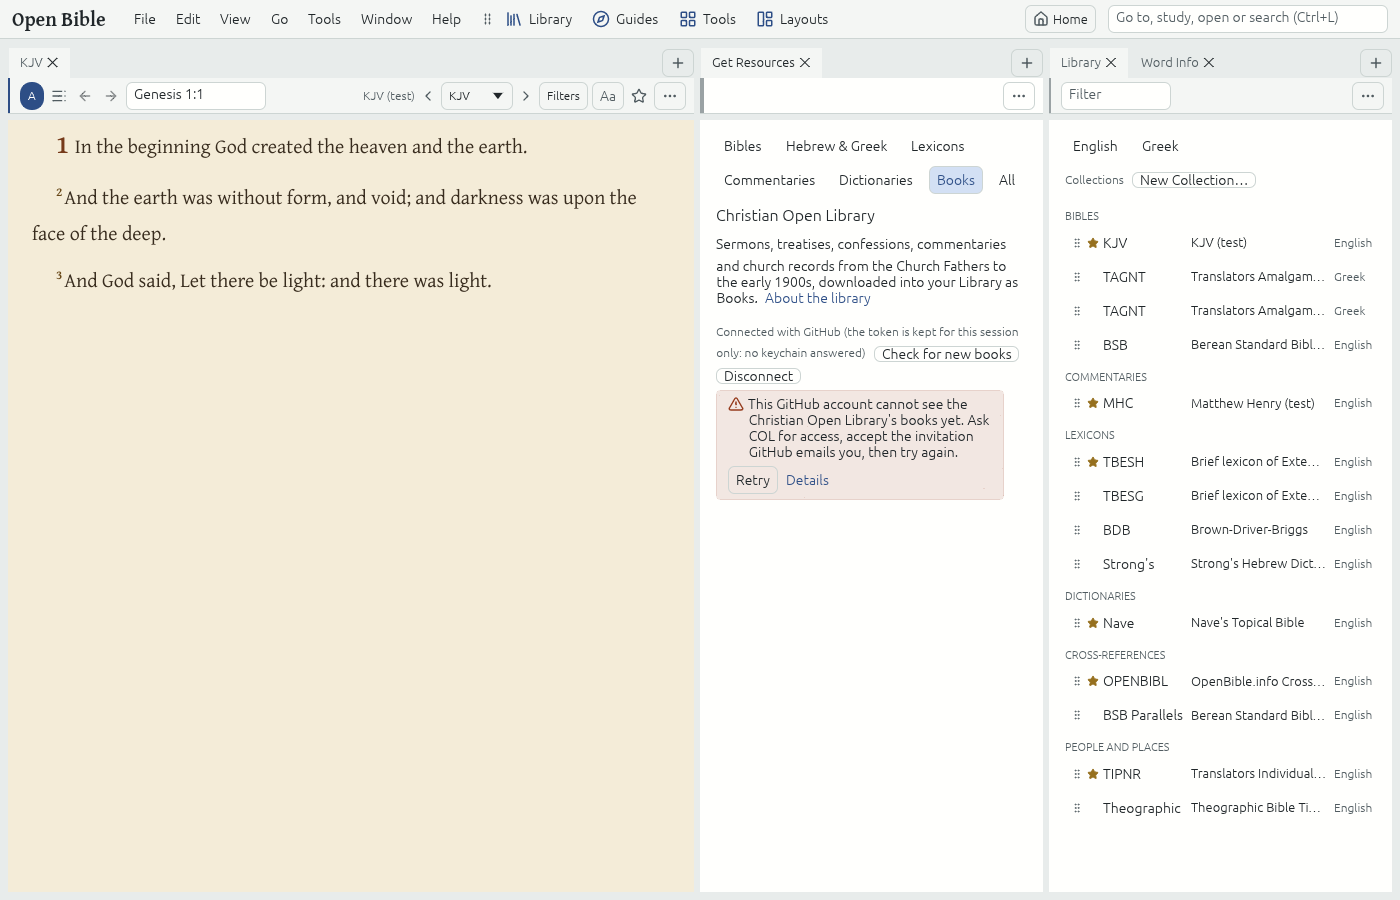 Open Bible File Edit View Go Tools Window Help Library Guides Tools Layouts Home Go to, study, open or search (Ctrl+L)
KJV
A Genesis 1:1 KJV (test) KJV Filters Aa
1 In the beginning God created the heaven and the earth.
2 And the earth was without form, and void; and darkness was upon the
face of the deep.
3 And God said, Let there be light: and there was light.
Get Resources
Bibles Hebrew & Greek Lexicons
Commentaries Dictionaries Books All
Christian Open Library
Sermons, treatises, confessions, commentaries
and church records from the Church Fathers to
the early 1900s, downloaded into your Library as
Books. About the library
Connected with GitHub (the token is kept for this session
only: no keychain answered) Check for new books
Disconnect
This GitHub account cannot see the
Christian Open Library's books yet. Ask
COL for access, accept the invitation
GitHub emails you, then try again.
Retry Details
Library Word Info
Filter
English Greek
Collections New Collection...
BIBLES
KJV KJV (test) English
TAGNT Translators Amalgam... Greek
TAGNT Translators Amalgam... Greek
BSB Berean Standard Bibl... English
COMMENTARIES
MHC Matthew Henry (test) English
LEXICONS
TBESH Brief lexicon of Exte... English
TBESG Brief lexicon of Exte... English
BDB Brown-Driver-Briggs English
Strong's Strong's Hebrew Dict... English
DICTIONARIES
Nave Nave's Topical Bible English
CROSS-REFERENCES
OPENBIBL OpenBible.info Cross... English
BSB Parallels Berean Standard Bibl... English
PEOPLE AND PLACES
TIPNR Translators Individual... English
Theographic Theographic Bible Ti... English